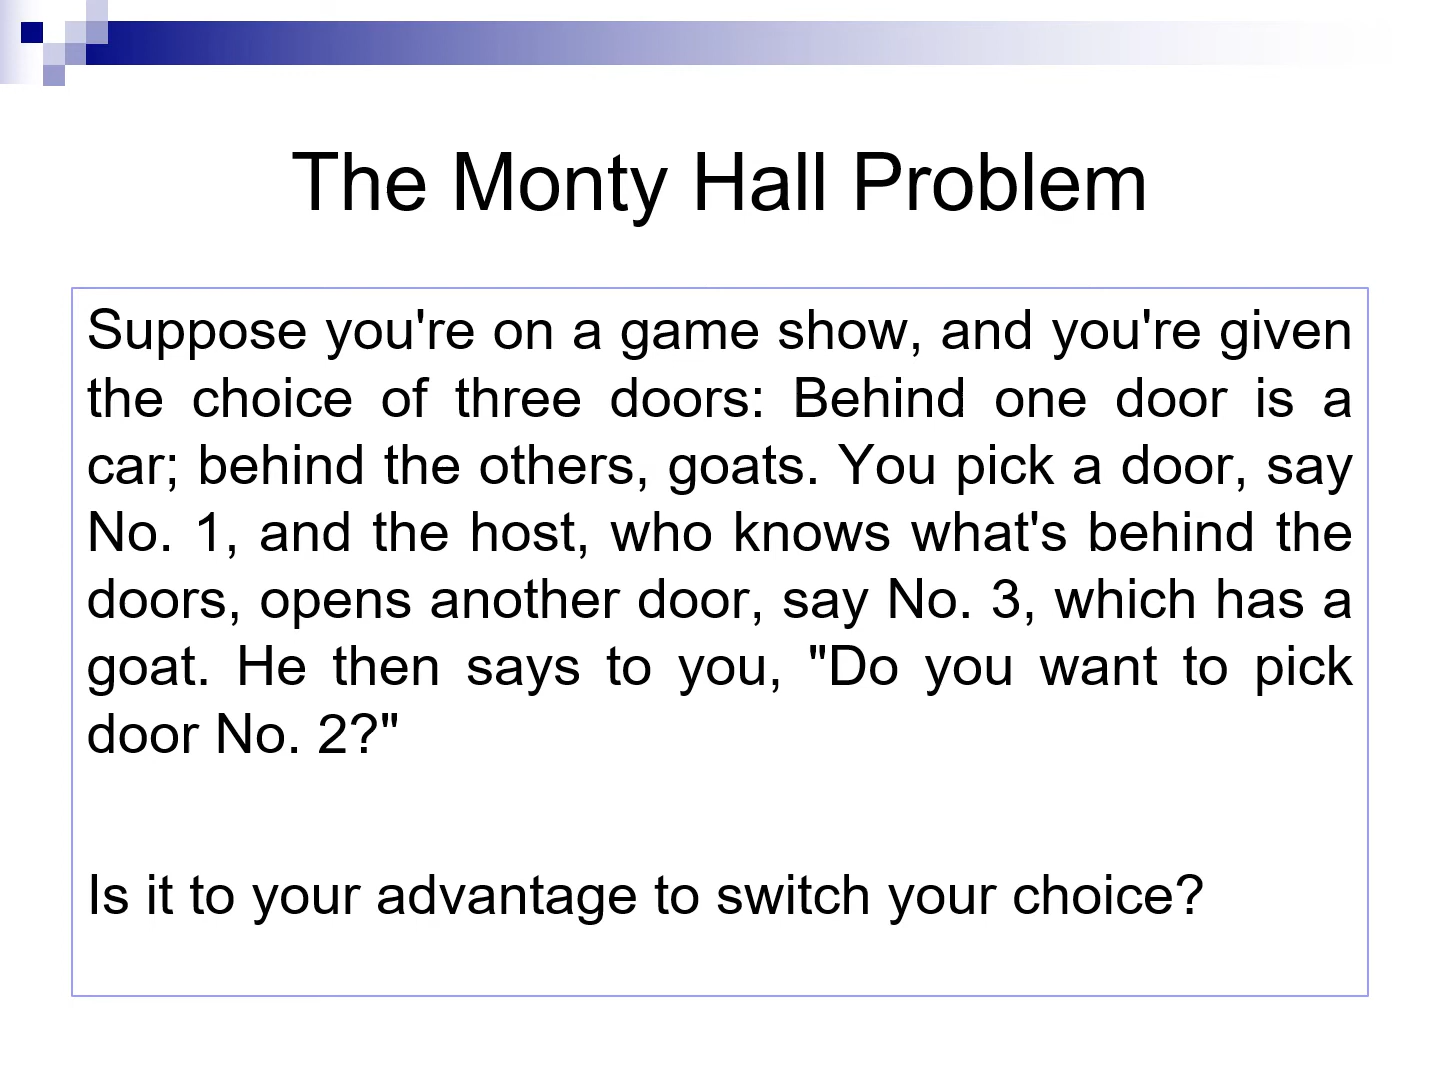 The Monty Hall Problem
Suppose you're on a game show, and you're given
the choice of three doors: Behind one door is a
car; behind the others, goats. You pick a door, say
No. 1, and the host, who knows what's behind the
doors, opens another door, say No. 3, which has a
goat. He then says to you, "Do you want to pick
door No. 2?"
Is it to your advantage to switch your choice?